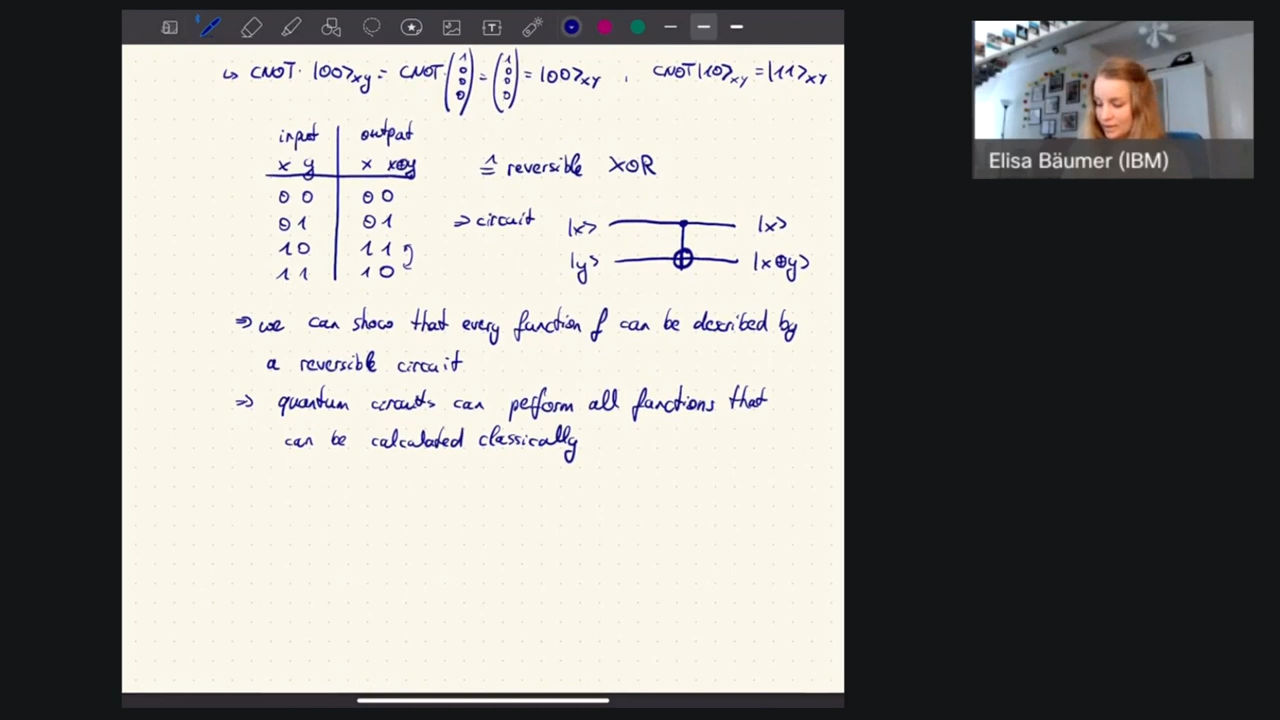 ↳ CNOT · |00>xy = CNOT · (1 0 0 0) = (1 0 0 0) = |00>xy , CNOT|10>xy = |11>xy
input | output
x y | x x⊕y ≙ reversible XOR
0 0 | 0 0
0 1 | 0 1 ⇒ circuit |x> |x>
1 0 | 1 1
1 1 | 1 0 |y> |x⊕y>
⇒ we can show that every function f can be described by
a reversible circuit
⇒ quantum circuits can perform all functions that
can be calculated classically
Elisa Bäumer (IBM)